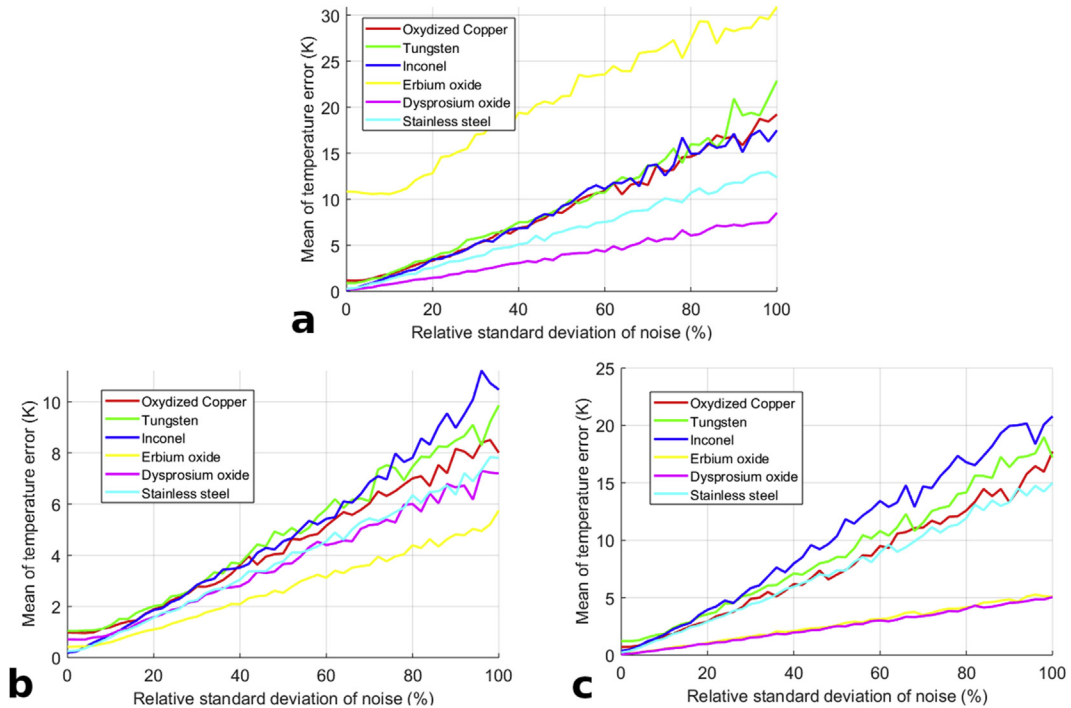 30
25
20
15
10
5
0
Mean of temperature error (K)
Oxydized Copper
Tungsten
Inconel
Erbium oxide
Dysprosium oxide
Stainless steel
0 20 40 60 80 100
Relative standard deviation of noise (%)
a
10
8
6
4
2
0
Mean of temperature error (K)
Oxydized Copper
Tungsten
Inconel
Erbium oxide
Dysprosium oxide
Stainless steel
0 20 40 60 80 100
Relative standard deviation of noise (%)
b
25
20
15
10
5
0
Mean of temperature error (K)
Oxydized Copper
Tungsten
Inconel
Erbium oxide
Dysprosium oxide
Stainless steel
0 20 40 60 80 100
Relative standard deviation of noise (%)
c